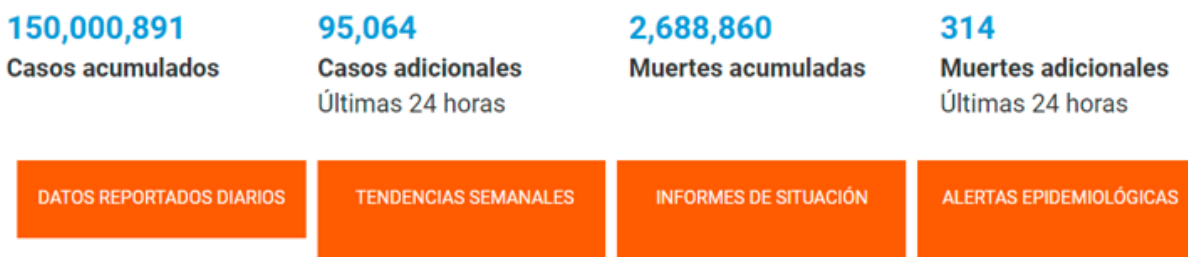 150,000,891
Casos acumulados
95,064
Casos adicionales
Últimas 24 horas
2,688,860
Muertes acumuladas
314
Muertes adicionales
Últimas 24 horas
DATOS REPORTADOS DIARIOS
TENDENCIAS SEMANALES
INFORMES DE SITUACIÓN
ALERTAS EPIDEMIOLÓGICAS